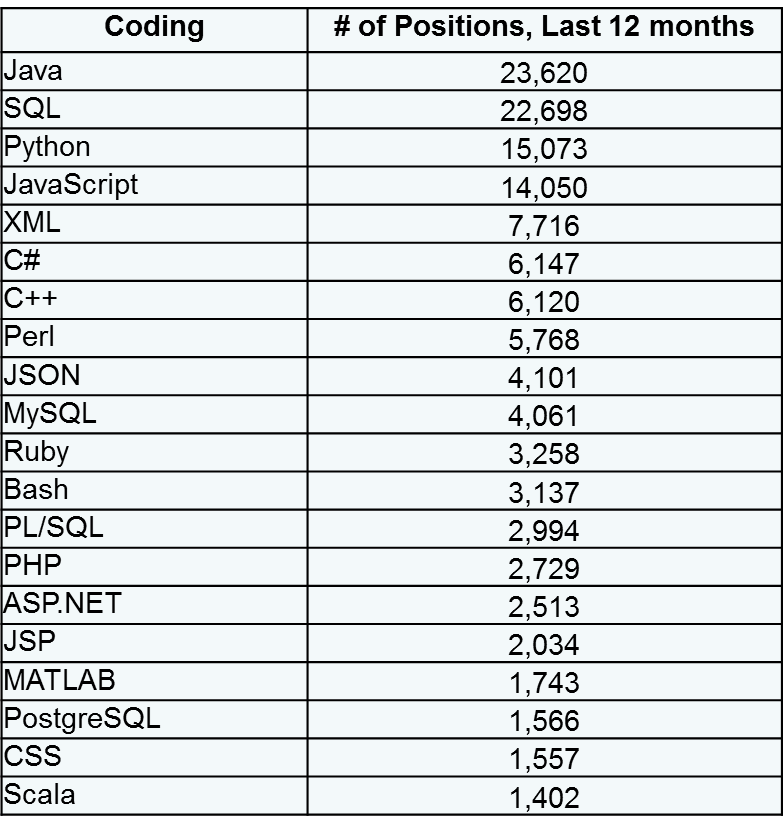 Coding # of Positions, Last 12 months
Java 23,620
SQL 22,698
Python 15,073
JavaScript 14,050
XML 7,716
C# 6,147
C++ 6,120
Perl 5,768
JSON 4,101
MySQL 4,061
Ruby 3,258
Bash 3,137
PL/SQL 2,994
PHP 2,729
ASP.NET 2,513
JSP 2,034
MATLAB 1,743
PostgreSQL 1,566
CSS 1,557
Scala 1,402